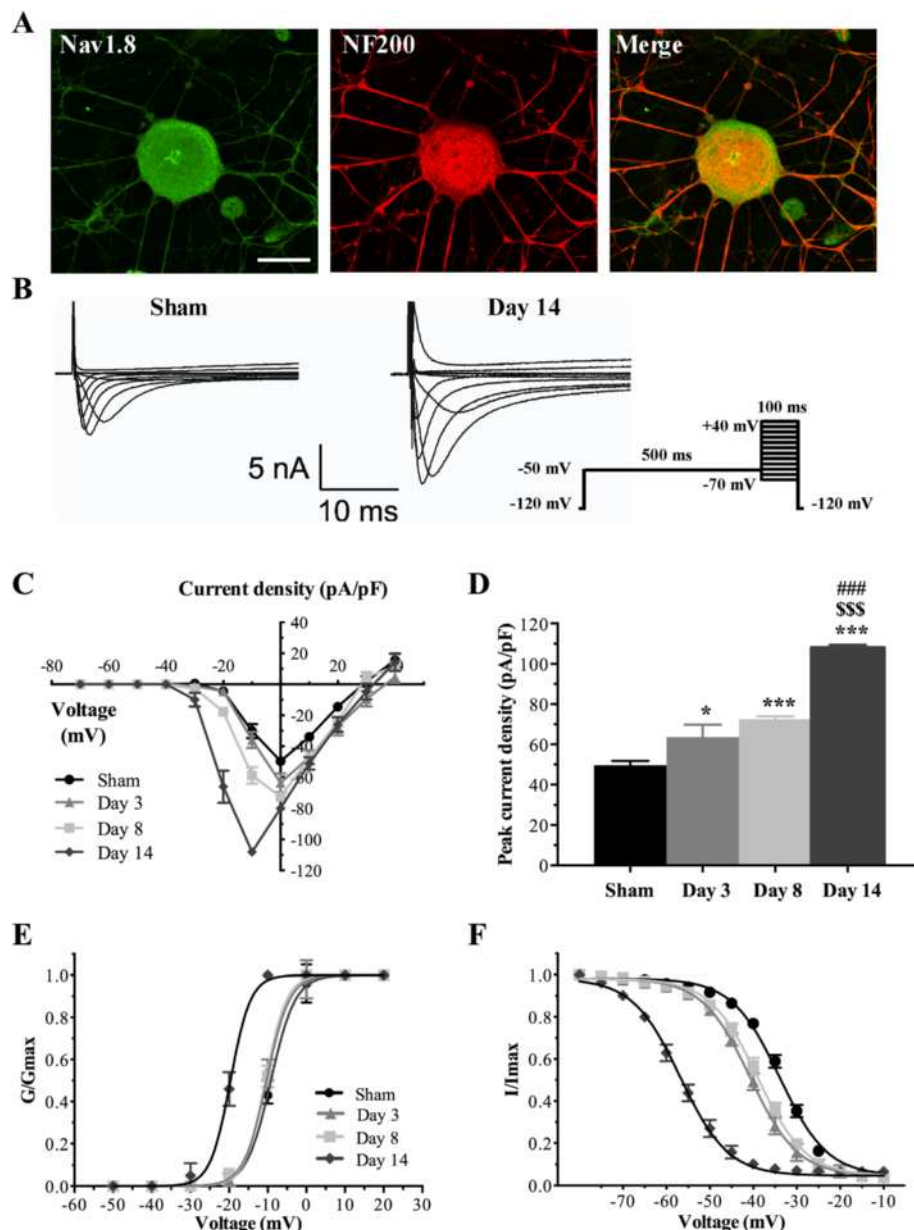 A
Nav1.8 NF200 Merge
B
Sham Day 14
5 nA
10 ms
100 ms
+40 mV
500 ms
-50 mV
-70 mV
-120 mV -120 mV
C
Current density (pA/pF)
40
20
-80 -60 -40 -20 0 20 40
-20
-40
-60
-80
-100
-120
Voltage
(mV)
Sham
Day 3
Day 8
Day 14
D
###
$$$
* *** ***
Peak current density (pA/pF)
120
100
80
60
40
20
0
Sham Day 3 Day 8 Day 14
E
G/Gmax
1.0
0.8
0.6
0.4
0.2
0.0
Sham
Day 3
Day 8
Day 14
-60 -50 -40 -30 -20 -10 0 10 20 30
Voltage (mV)
F
I/Imax
1.0
0.8
0.6
0.4
0.2
0.0
-70 -60 -50 -40 -30 -20 -10
Voltage (mV)